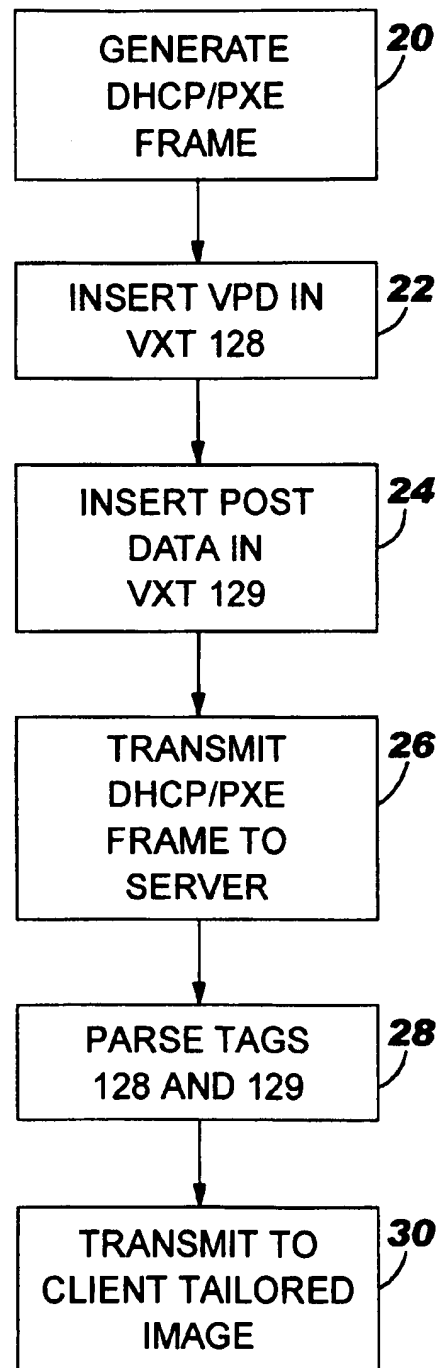 GENERATE
DHCP/PXE
FRAME
20
INSERT VPD IN
VXT 128
22
INSERT POST
DATA IN
VXT 129
24
TRANSMIT
DHCP/PXE
FRAME TO
SERVER
26
PARSE TAGS
128 AND 129
28
TRANSMIT TO
CLIENT TAILORED
IMAGE
30